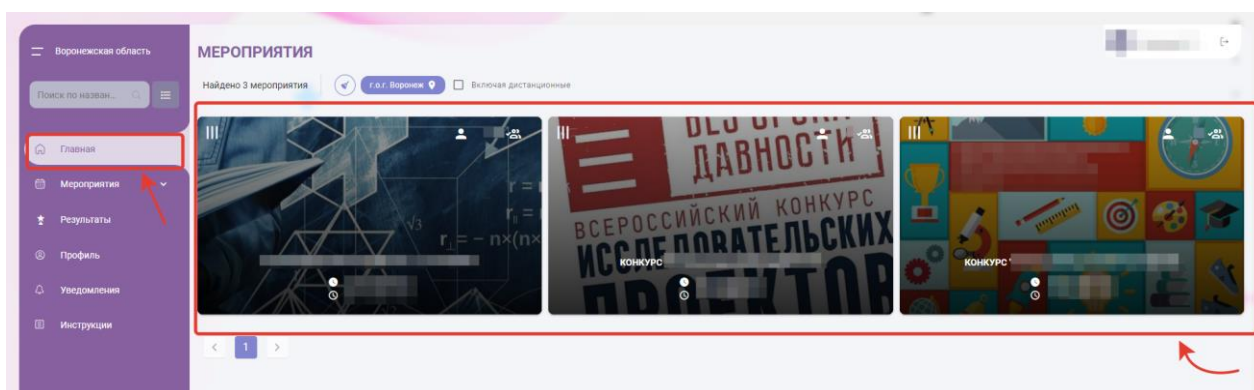 Воронежская область
МЕРОПРИЯТИЯ
Найдено 3 мероприятия
г.о.г. Воронеж
Включая дистанционные
Поиск по назван...
Главная
Мероприятия
Результаты
Профиль
Уведомления
Инструкции
r =
r⊥ = − n×(n×
√3
БЕЗ СРОКА
ДАВНОСТИ
ВСЕРОССИЙСКИЙ КОНКУРС
ИССЛЕДОВАТЕЛЬСКИХ
ПРОЕКТОВ
КОНКУРС
КОНКУРС
< 1 >